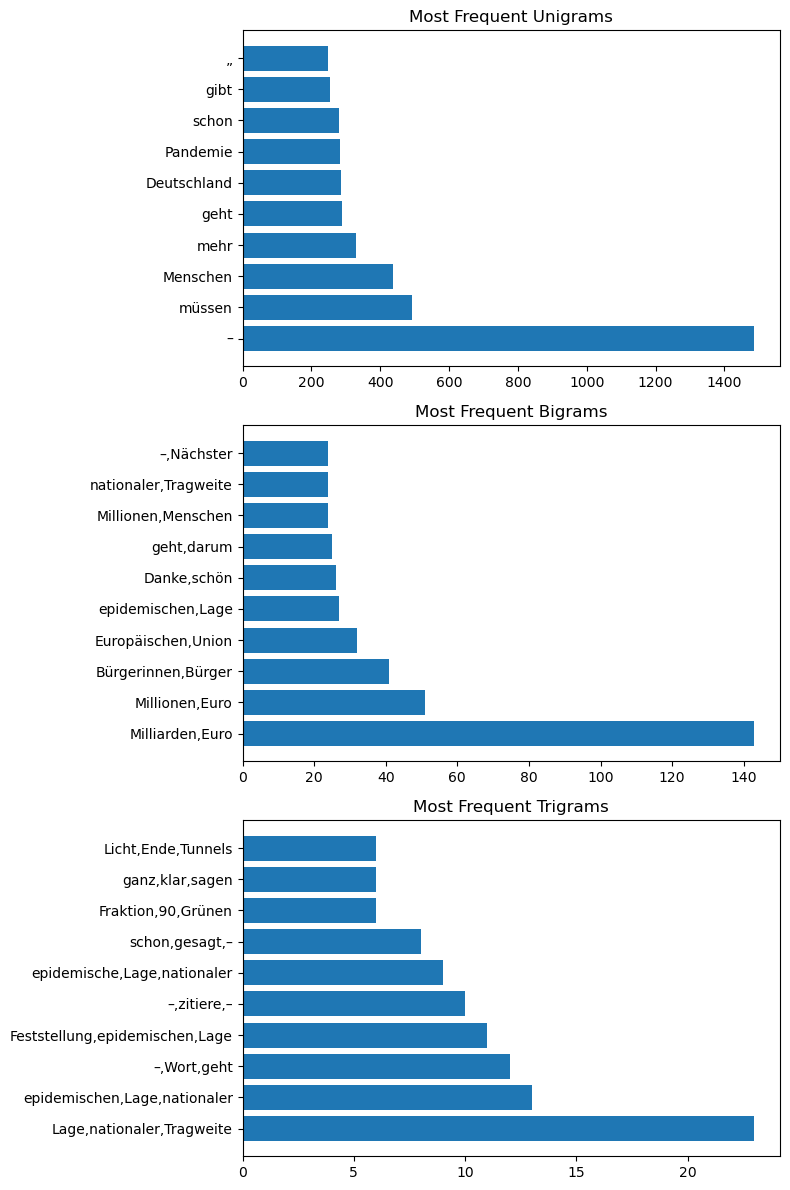 Most Frequent Unigrams
„
gibt
schon
Pandemie
Deutschland
geht
mehr
Menschen
müssen
–
0 200 400 600 800 1000 1200 1400
Most Frequent Bigrams
–,Nächster
nationaler,Tragweite
Millionen,Menschen
geht,darum
Danke,schön
epidemischen,Lage
Europäischen,Union
Bürgerinnen,Bürger
Millionen,Euro
Milliarden,Euro
0 20 40 60 80 100 120 140
Most Frequent Trigrams
Licht,Ende,Tunnels
ganz,klar,sagen
Fraktion,90,Grünen
schon,gesagt,–
epidemische,Lage,nationaler
–,zitiere,–
Feststellung,epidemischen,Lage
–,Wort,geht
epidemischen,Lage,nationaler
Lage,nationaler,Tragweite
0 5 10 15 20